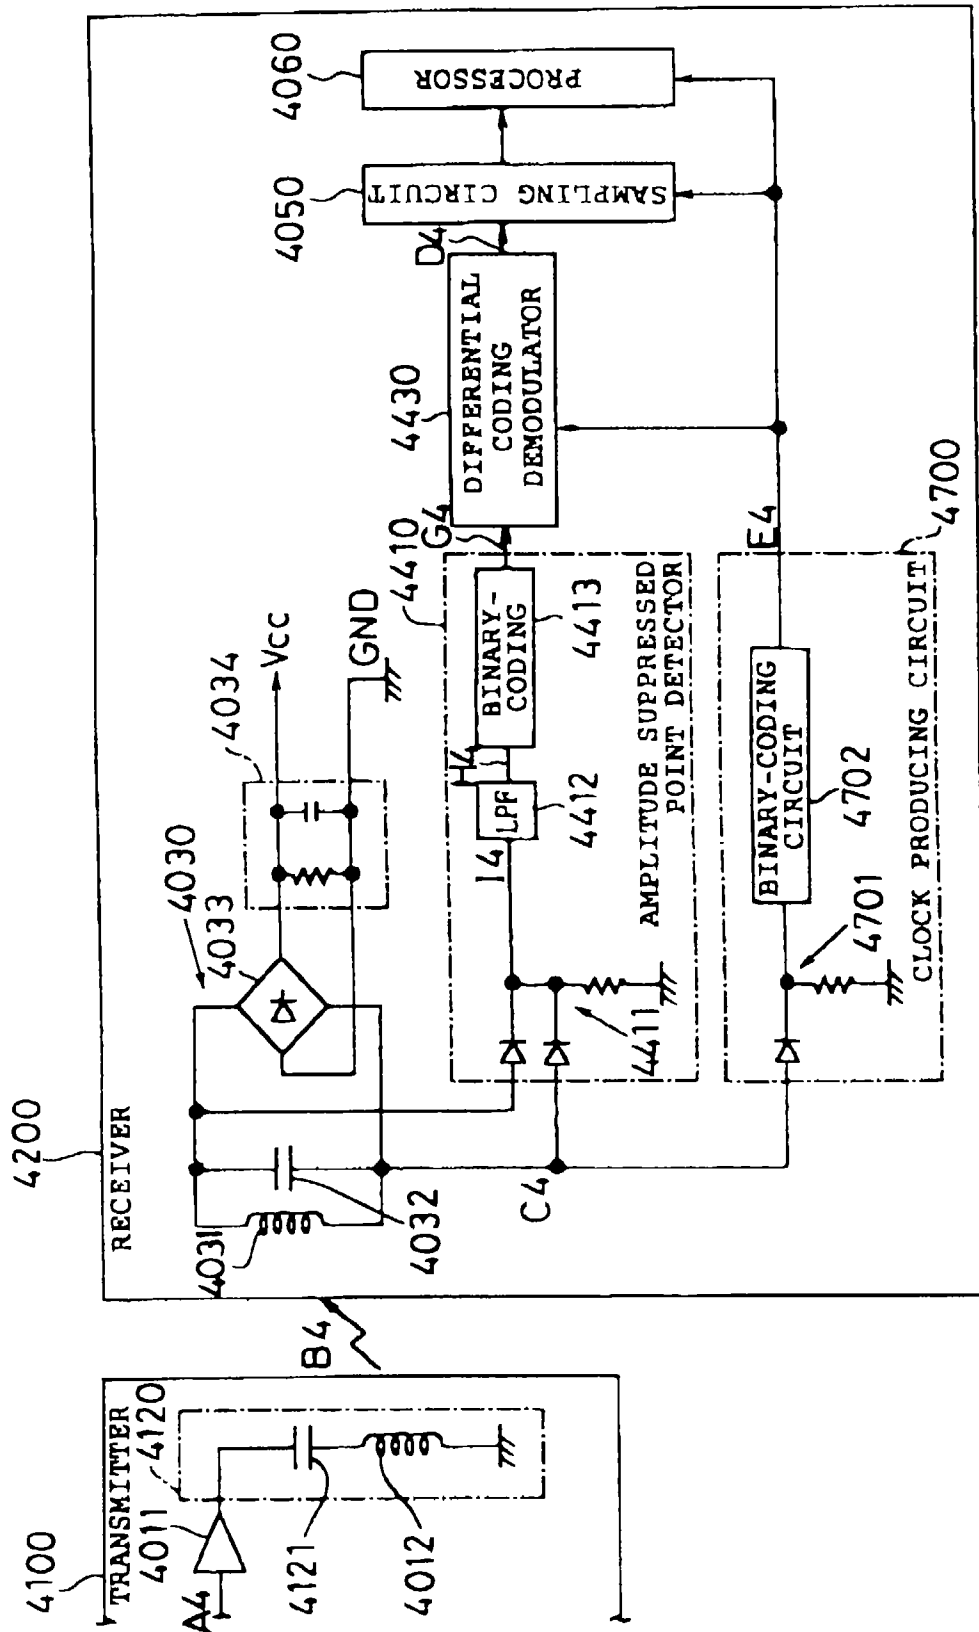 4100
TRANSMITTER
4120
4011
A4
4121
4012
B4
4200
RECEIVER
4031
4032
4030
4033
4034
Vcc
GND
C4
4410
4411
I4
LPF
4412
BINARY-
CODING
4413
AMPLITUDE SUPPRESSED
POINT DETECTOR
G4
4430
DIFFERENTIAL
CODING
DEMODULATOR
D4
4050
SAMPLING CIRCUIT
4060
PROCESSOR
4700
4701
BINARY-CODING
CIRCUIT
4702
CLOCK PRODUCING CIRCUIT
E4